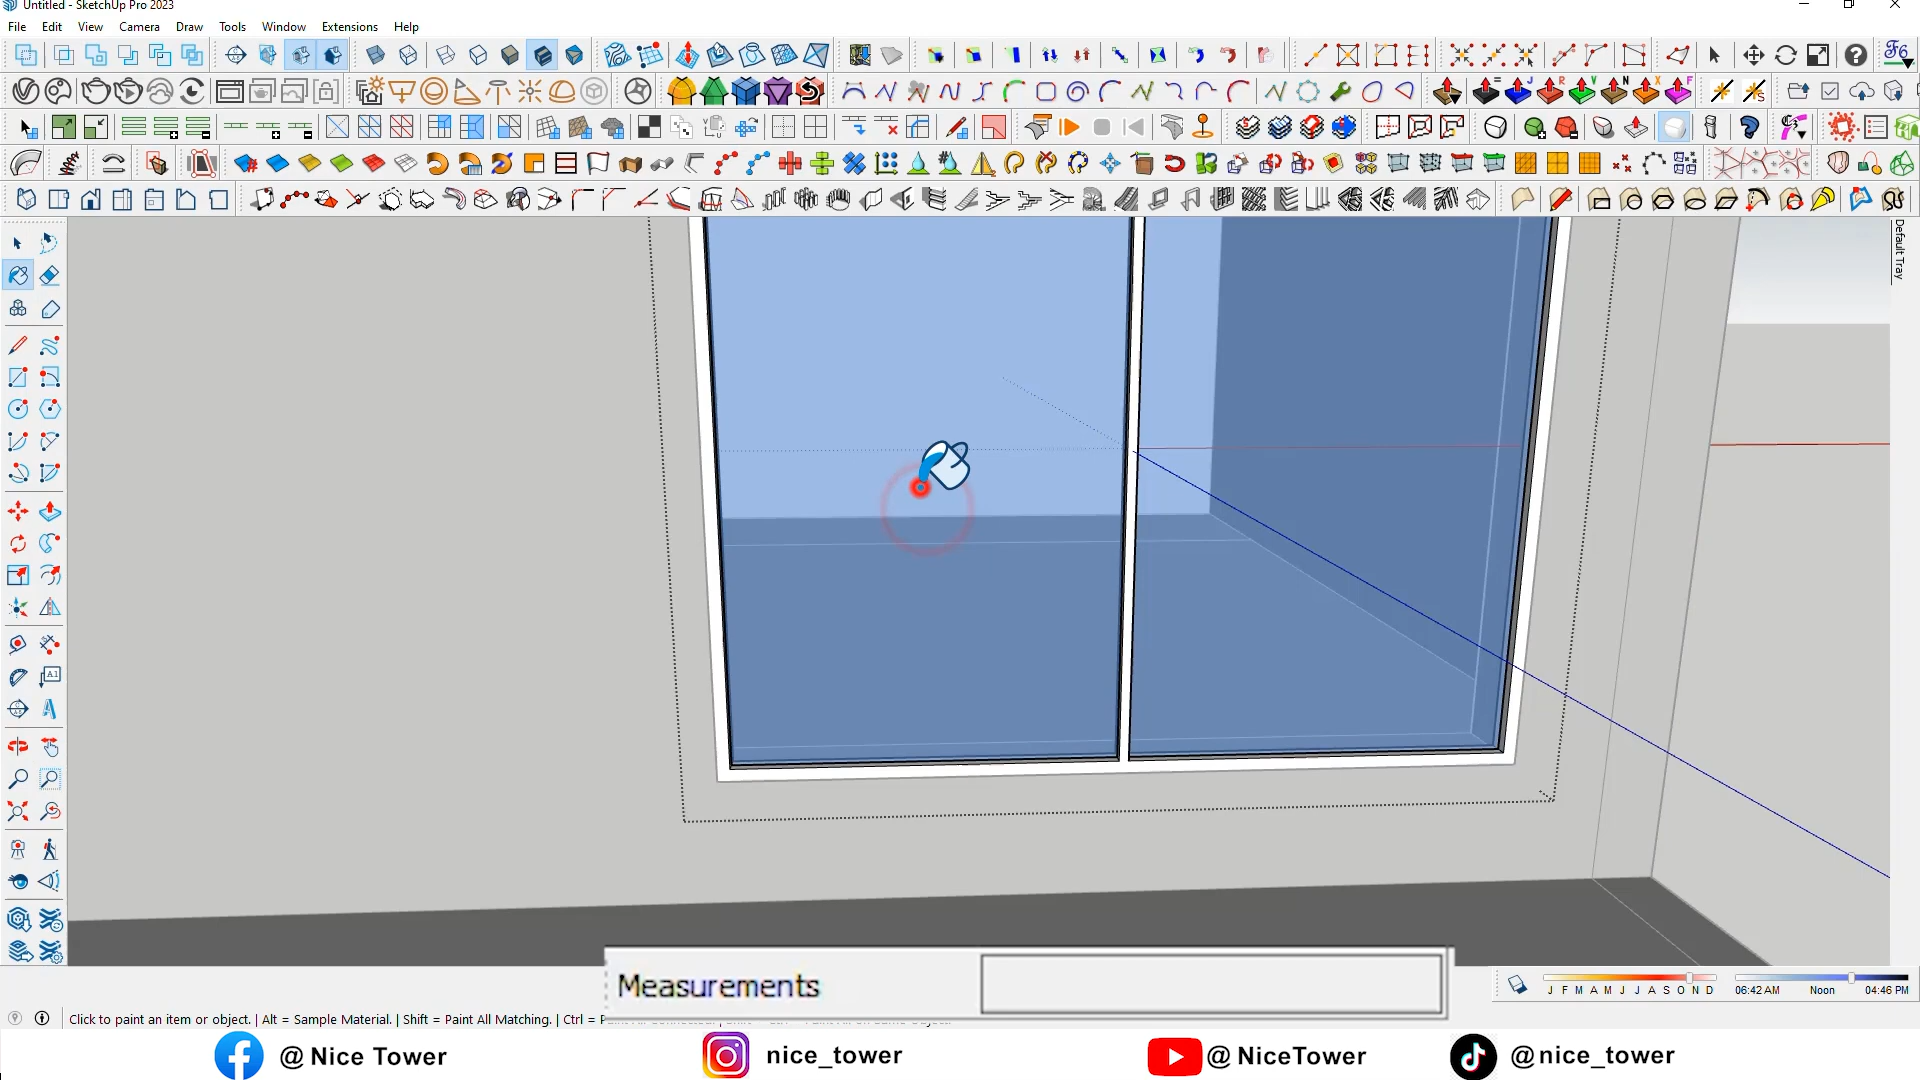 Untitled - SketchUp Pro 2023
File Edit View Camera Draw Tools Window Extensions Help
Default Tray
Measurements
J F M A M J J A S O N D 06:42 AM Noon 04:46 PM
Click to paint an item or object. | Alt = Sample Material. | Shift = Paint All Matching. | Ctrl =
@ Nice Tower nice_tower @ NiceTower @nice_tower